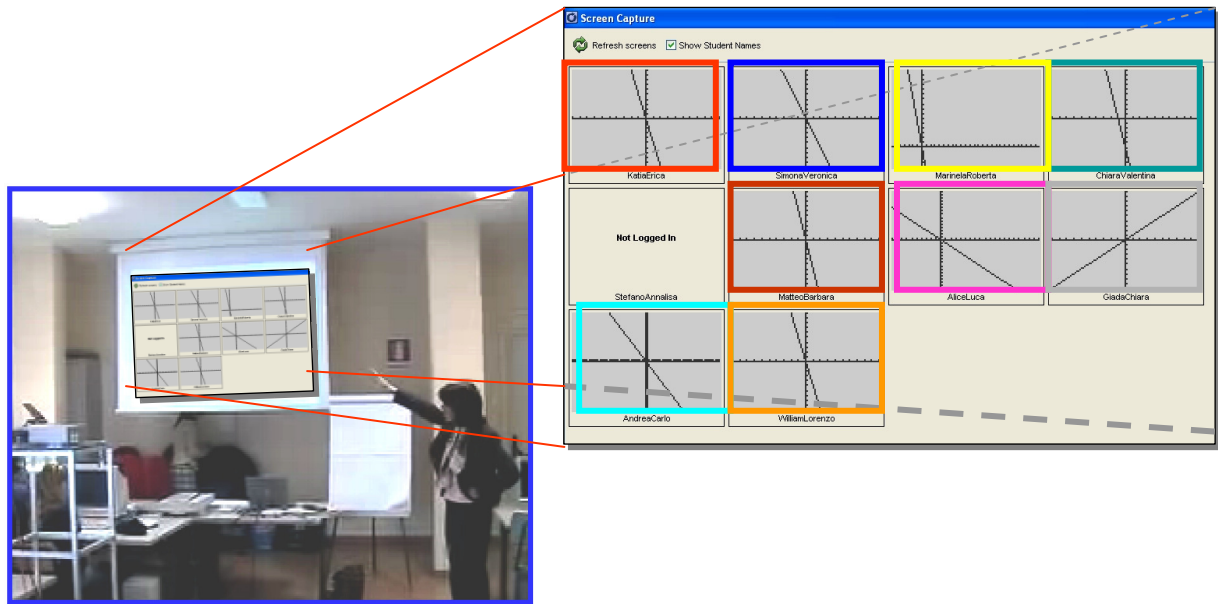 Screen Capture
Refresh screens Show Student Names
KatiaErica SimonaVeronica MarinelaRoberta ChiaraValentina
Not Logged In
StefanoAnnalisa MatteoBarbara AliceLuca GiadaChiara
AndreaCarlo WilliamLorenzo